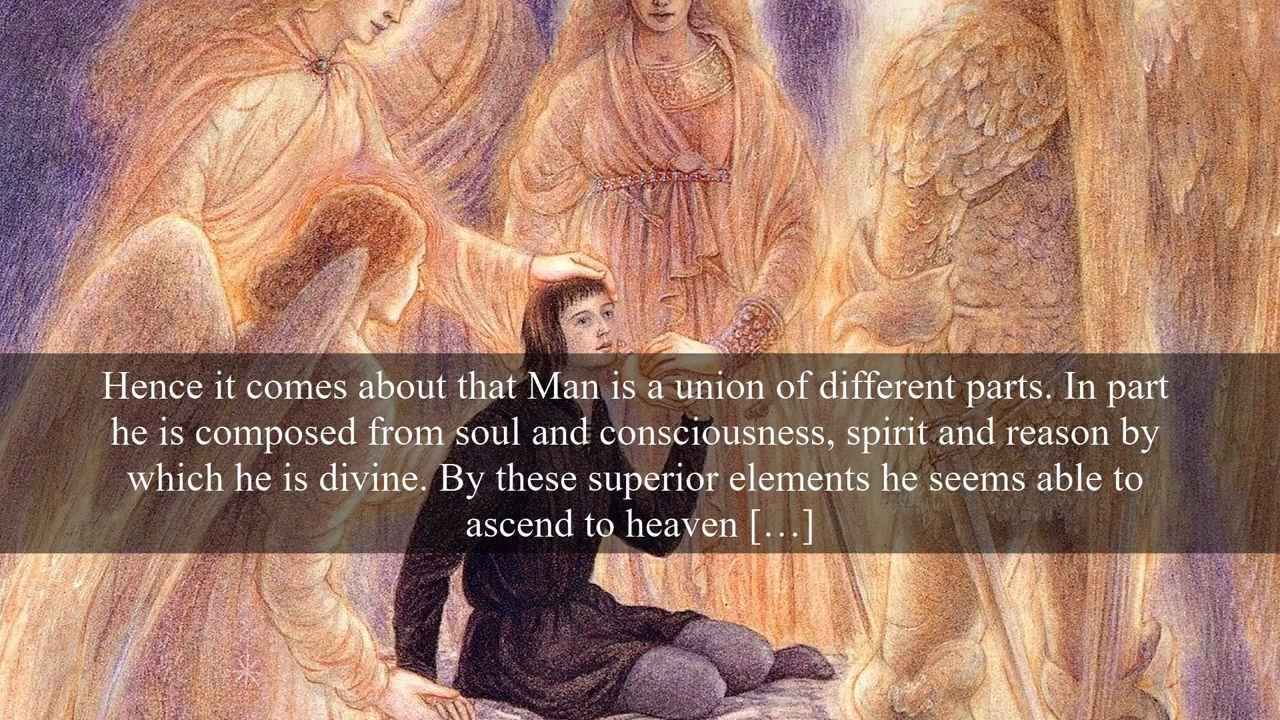 Hence it comes about that Man is a union of different parts. In part
he is composed from soul and consciousness, spirit and reason by
which he is divine. By these superior elements he seems able to
ascend to heaven […]